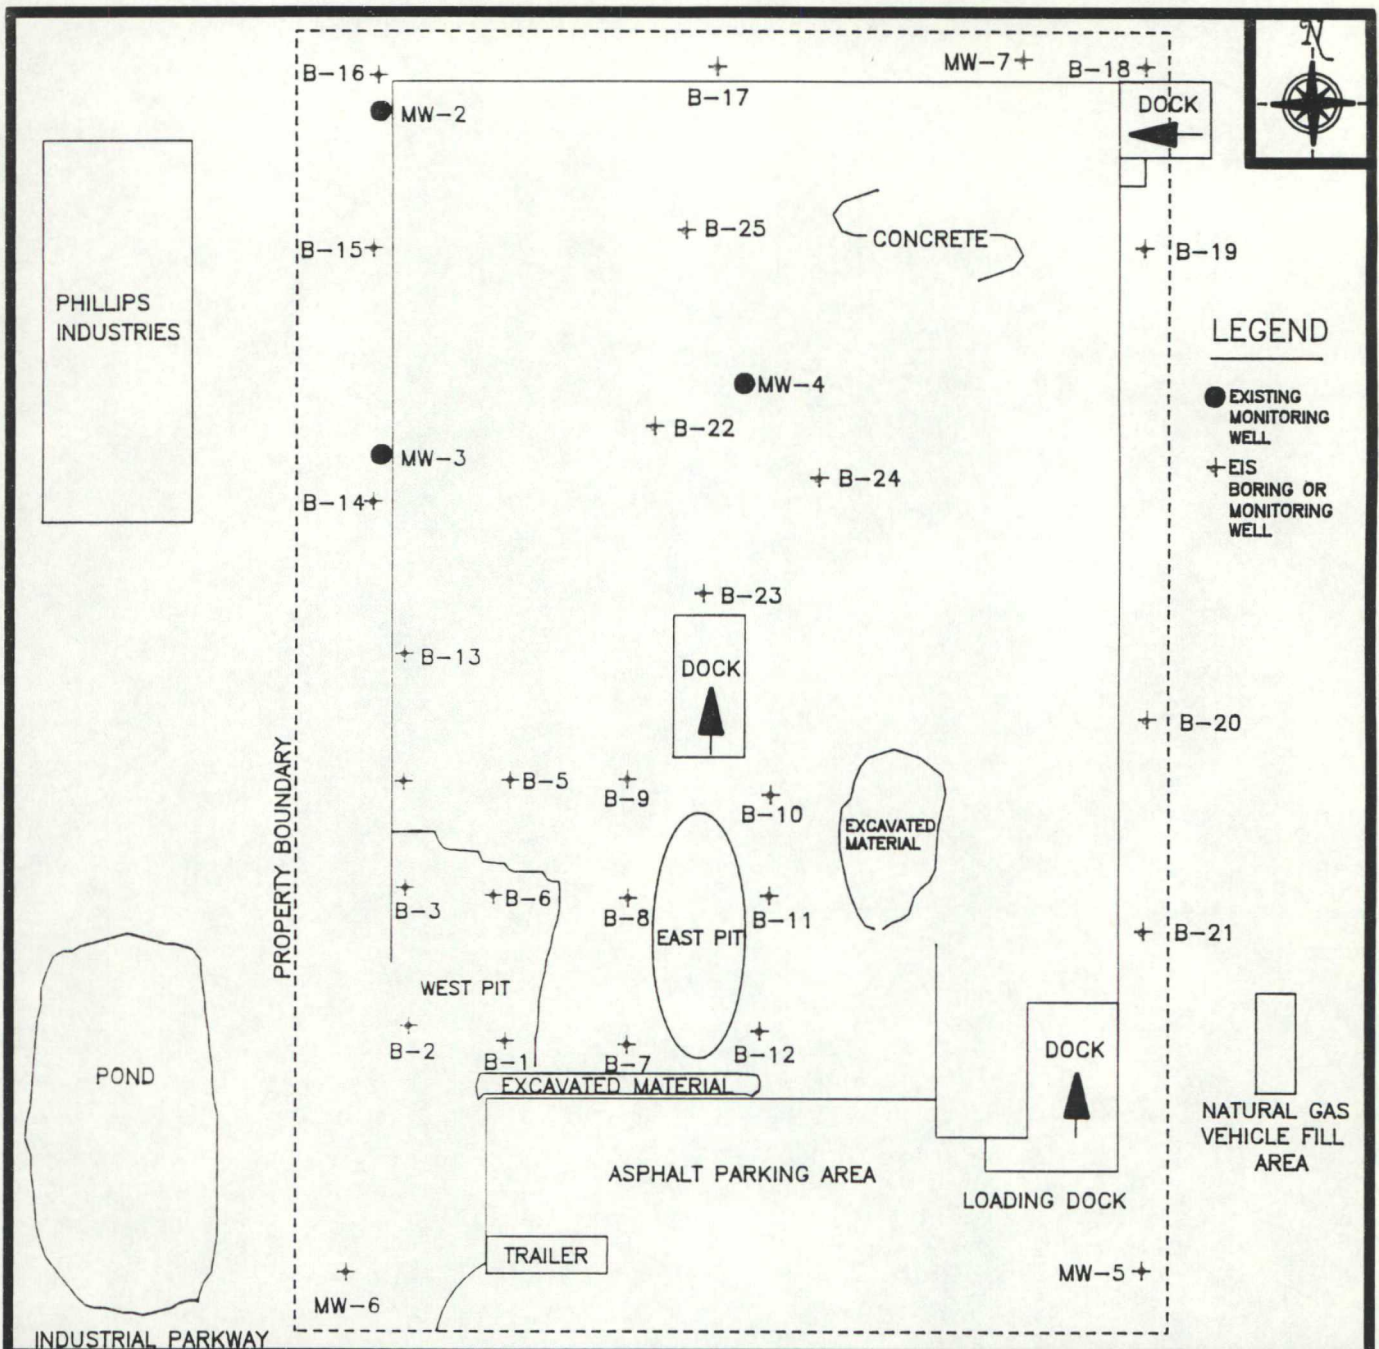 N
B-16
MW-7
B-18
B-17
MW-2
DOCK
B-25
CONCRETE
B-15
B-19
PHILLIPS
INDUSTRIES
LEGEND
MW-4
EXISTING
MONITORING
WELL
B-22
MW-3
B-24
EIS
BORING OR
MONITORING
WELL
B-14
B-23
B-13
DOCK
B-20
PROPERTY BOUNDARY
B-5
B-9
B-10
EXCAVATED
MATERIAL
B-3
B-6
B-8
B-11
EAST PIT
B-21
WEST PIT
B-2
B-1
B-7
B-12
DOCK
POND
EXCAVATED MATERIAL
NATURAL GAS
VEHICLE FILL
AREA
ASPHALT PARKING AREA
LOADING DOCK
TRAILER
MW-5
MW-6
INDUSTRIAL PARKWAY